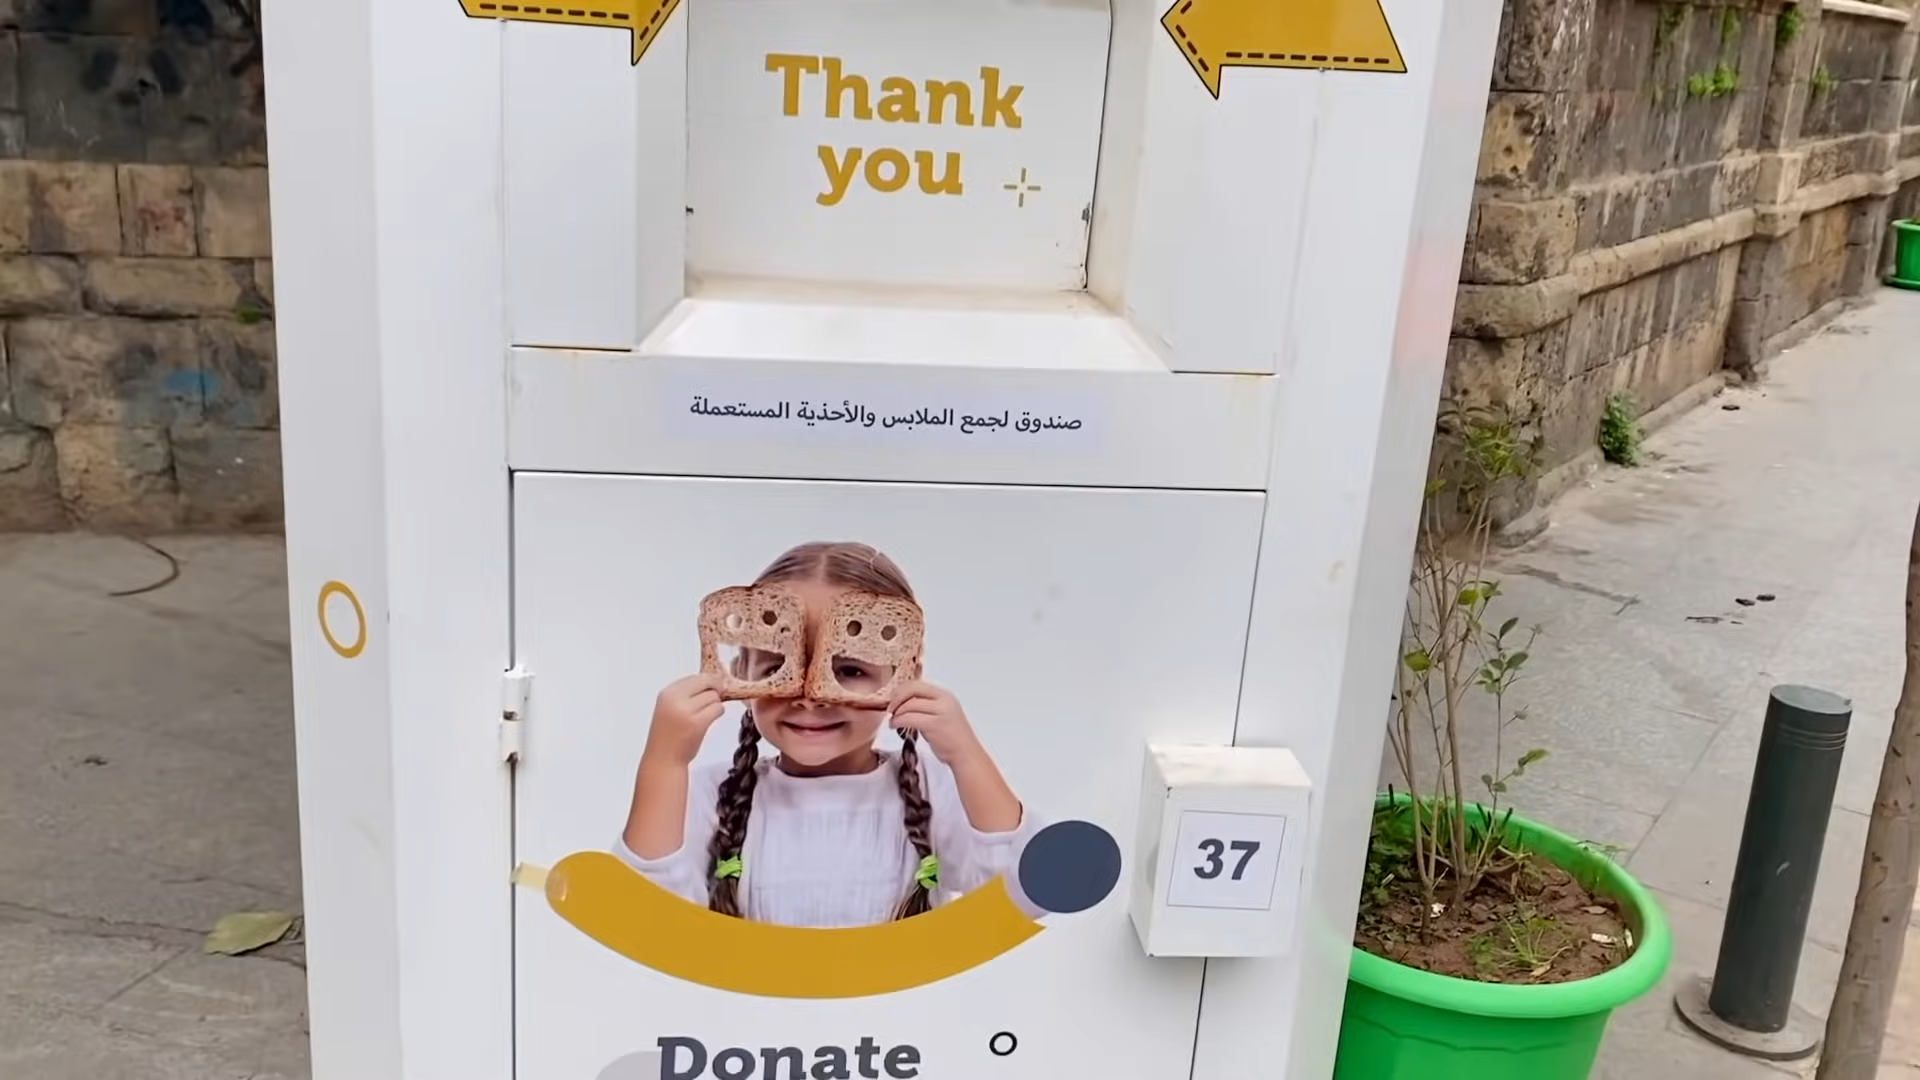 Thank
you
صندوق لجمع الملابس والأحذية المستعملة
37
Donate